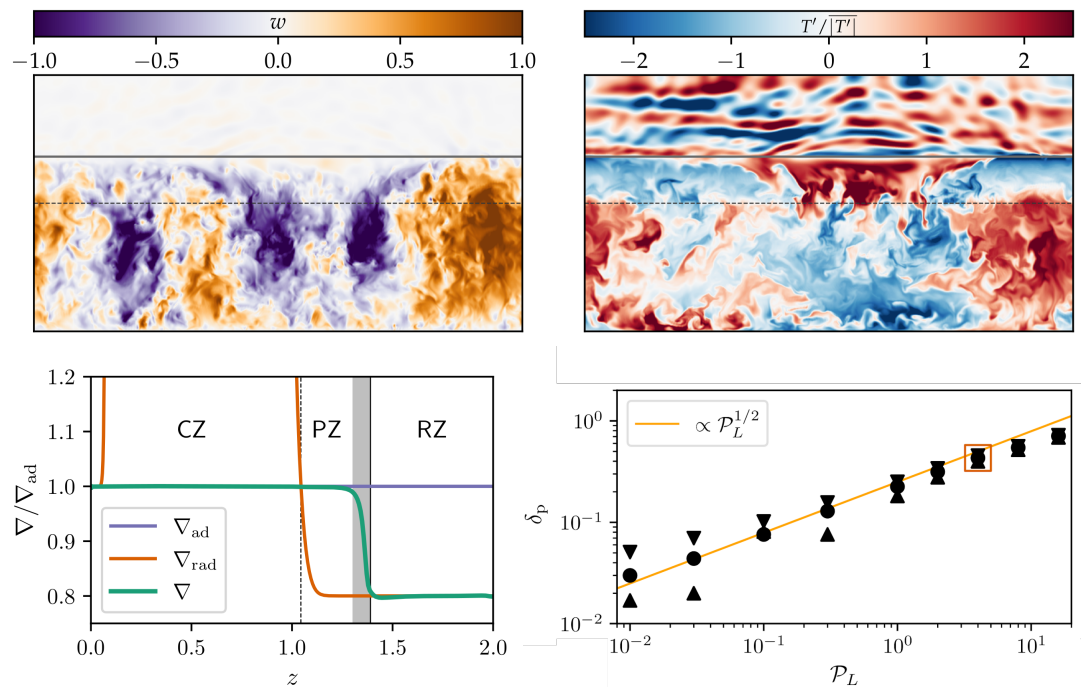 w
−1.0 −0.5 0.0 0.5 1.0
T′/|T′|
−2 −1 0 1 2
1.2
1.1
1.0
0.9
0.8
∇/∇ad
CZ PZ RZ
∇ad
∇rad
∇
0.0 0.5 1.0 1.5 2.0
z
∝ 𝒫L^1/2
10^0
10^−1
10^−2
δp
10^−2 10^−1 10^0 10^1
𝒫L